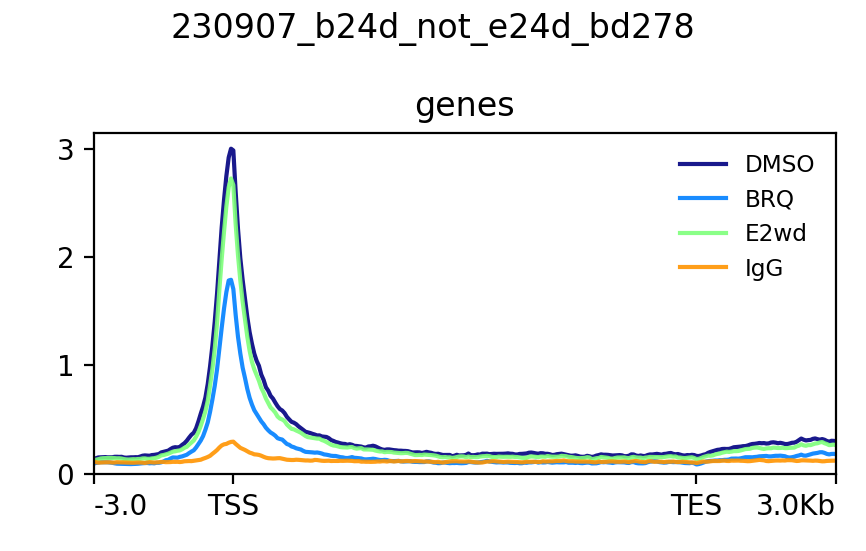 230907_b24d_not_e24d_bd278
genes
3
2
1
0
DMSO
BRQ
E2wd
IgG
-3.0 TSS TES 3.0Kb